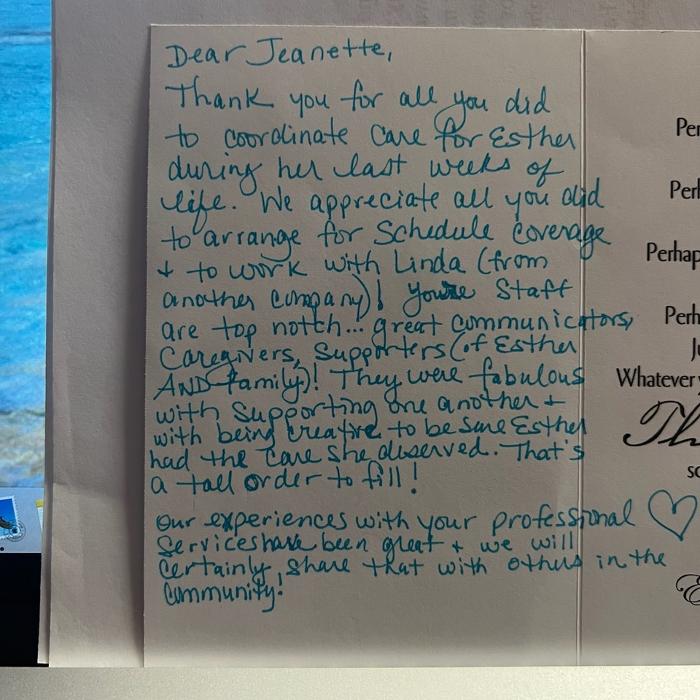 Dear Jeanette,
Thank you for all you did
to coordinate care for Esther
during her last weeks of
life. We appreciate all you did
to arrange for schedule coverage
+ to work with Linda (from
another company)! Your Staff
are top notch... great communicators,
Caregivers, Supporters (of Esther
AND family)! They were fabulous
with supporting one another +
with being creative to be sure Esther
had the care she deserved. That's
a tall order to fill!
Our experiences with your professional
services have been great + we will
certainly share that with others in the
community.
Perhap
Whatever
Th